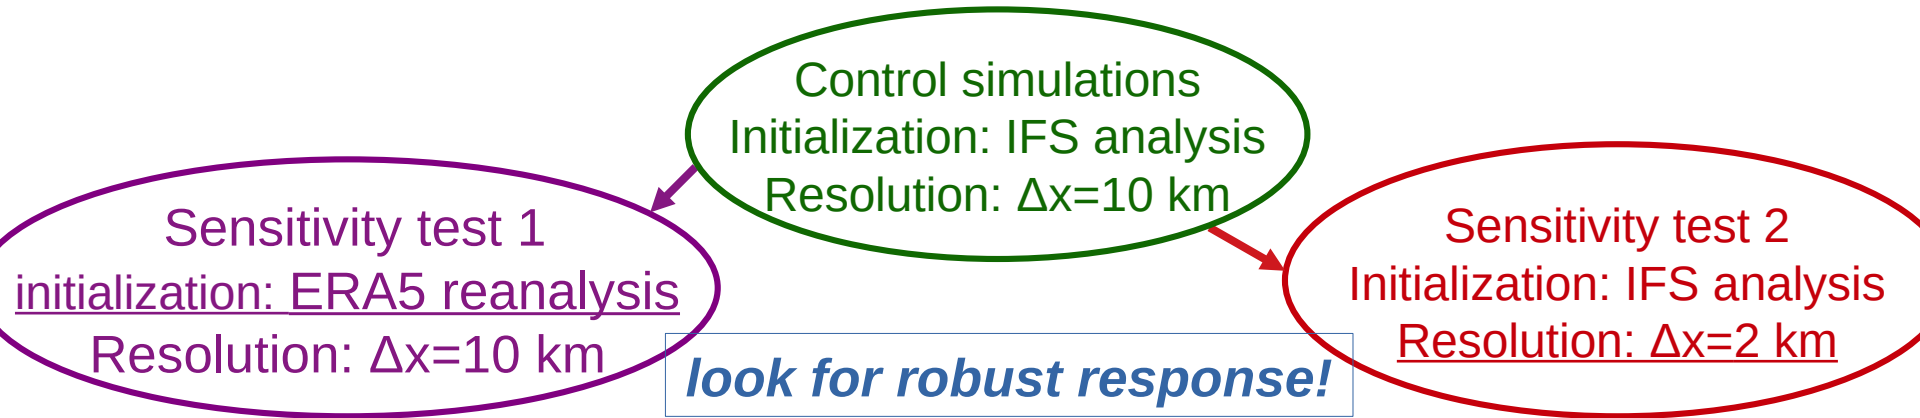 Control simulations
Initialization: IFS analysis
Resolution: Δx=10 km
Sensitivity test 1
initialization: ERA5 reanalysis
Resolution: Δx=10 km
Sensitivity test 2
Initialization: IFS analysis
Resolution: Δx=2 km
look for robust response!